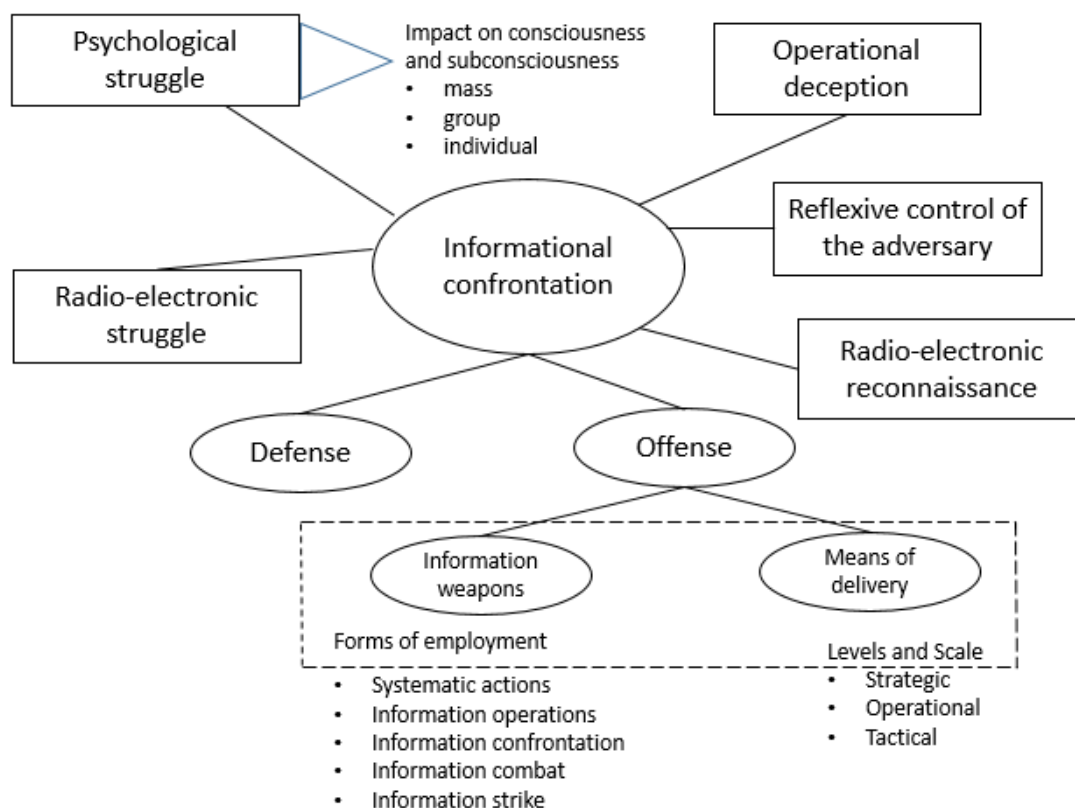 Psychological
struggle
Impact on consciousness
and subconsciousness
• mass
• group
• individual
Operational
deception
Informational
confrontation
Reflexive control of
the adversary
Radio-electronic
struggle
Radio-electronic
reconnaissance
Defense
Offense
Information
weapons
Means of
delivery
Forms of employment
• Systematic actions
• Information operations
• Information confrontation
• Information combat
• Information strike
Levels and Scale
• Strategic
• Operational
• Tactical